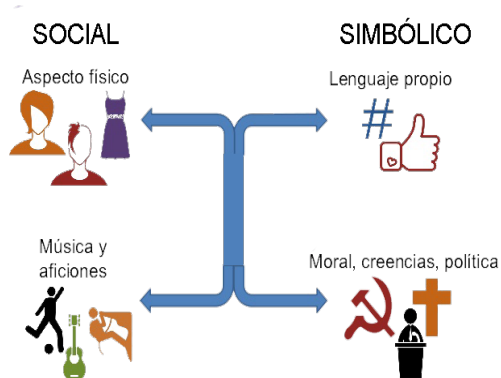 SOCIAL
SIMBÓLICO
Aspecto físico
Lenguaje propio
#
Música y
aficiones
Moral, creencias, política